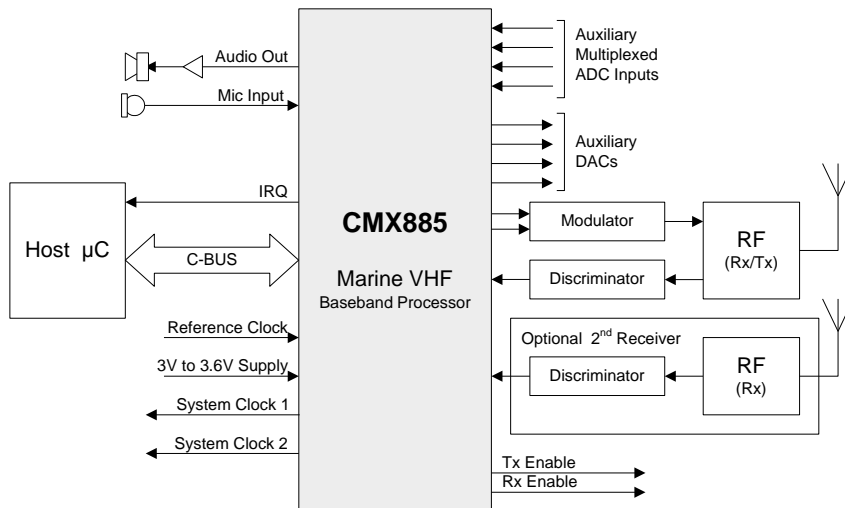 Audio Out
Mic Input
IRQ
Host µC
C-BUS
Reference Clock
3V to 3.6V Supply
System Clock 1
System Clock 2
CMX885
Marine VHF
Baseband Processor
Auxiliary
Multiplexed
ADC Inputs
Auxiliary
DACs
Modulator
RF
(Rx/Tx)
Discriminator
Optional 2nd Receiver
Discriminator
RF
(Rx)
Tx Enable
Rx Enable